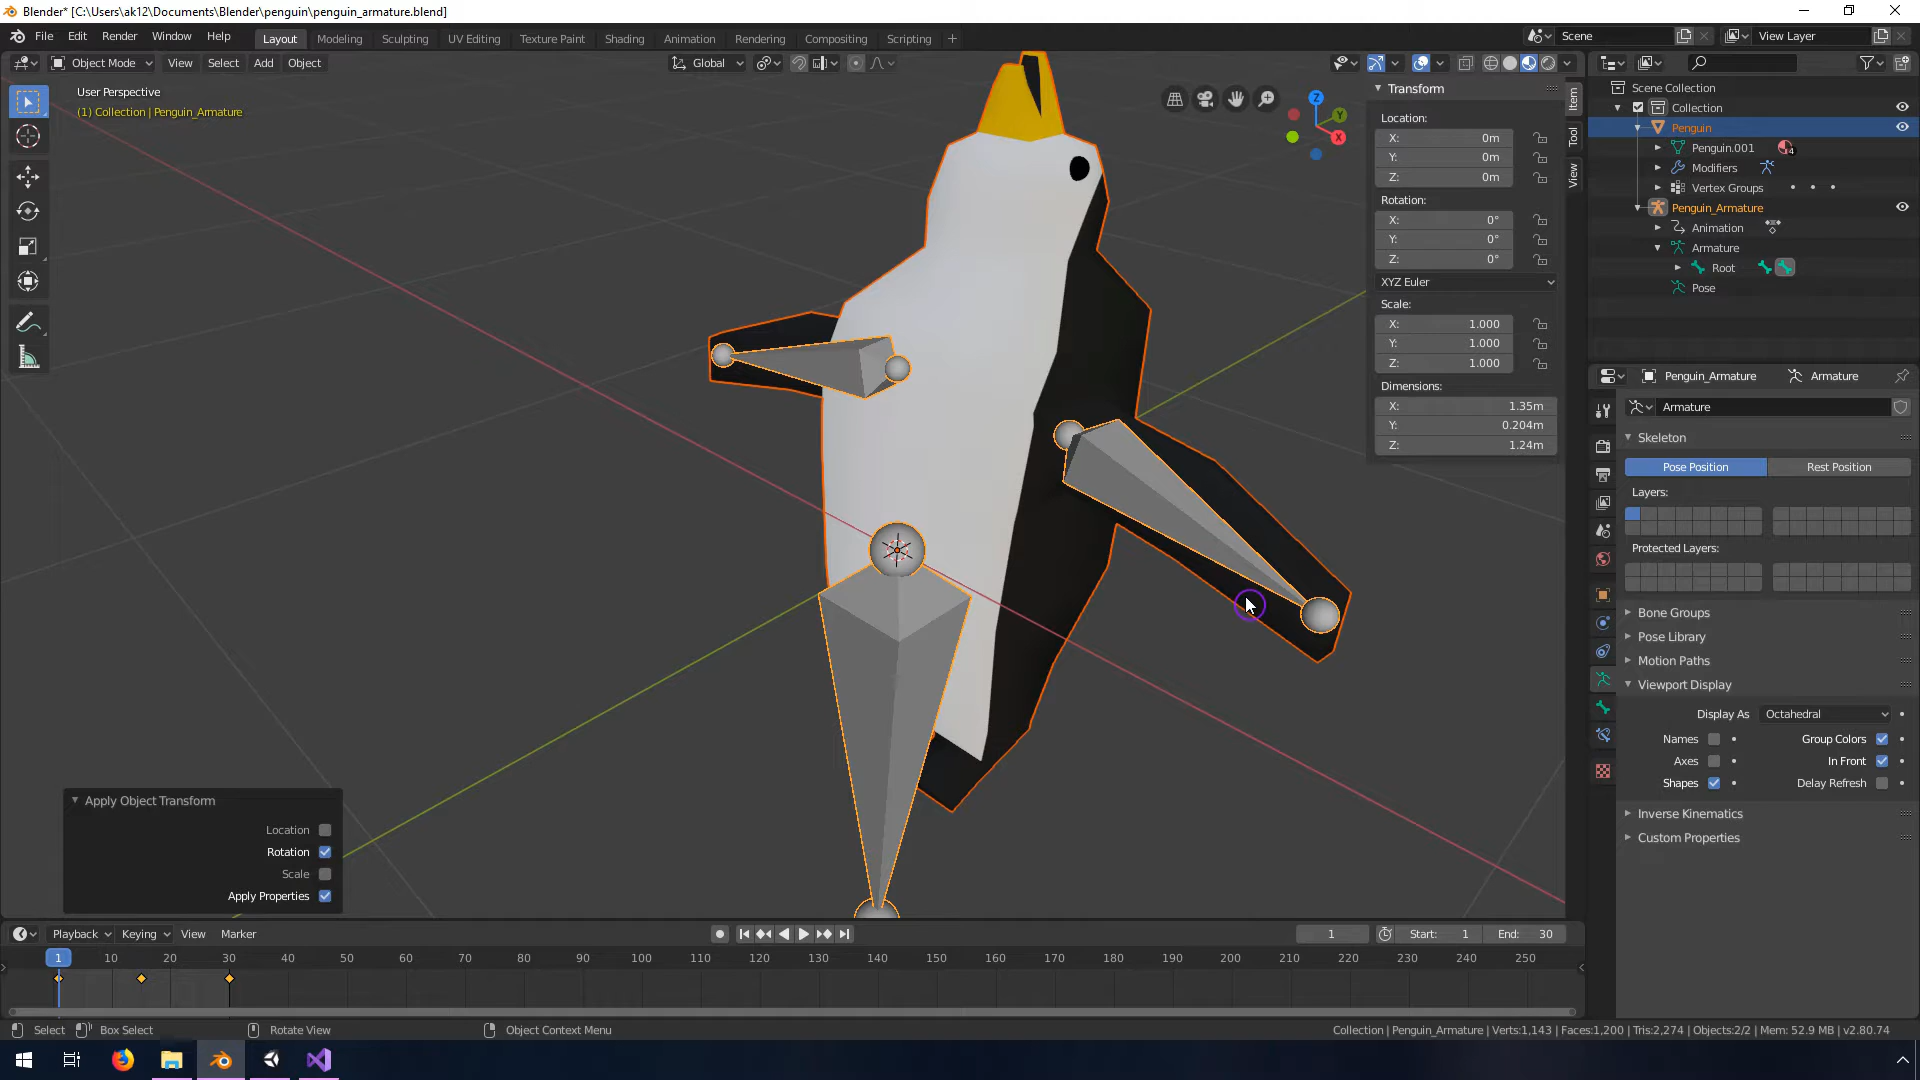 Blender* [C:\Users\ak12\Documents\Blender\penguin\penguin_armature.blend]
File Edit Render Window Help
Layout Modeling Sculpting UV Editing Texture Paint Shading Animation Rendering Compositing Scripting +
Scene
View Layer
Object Mode View Select Add Object
Global
User Perspective
(1) Collection | Penguin_Armature
Z
Y
X
Transform
Location:
X: 0m
Y: 0m
Z: 0m
Rotation:
X: 0°
Y: 0°
Z: 0°
XYZ Euler
Scale:
X: 1.000
Y: 1.000
Z: 1.000
Dimensions:
X: 1.35m
Y: 0.204m
Z: 1.24m
Item
Tool
View
Scene Collection
Collection
Penguin
Penguin.001
4
Modifiers
Vertex Groups
Penguin_Armature
Animation
Armature
Root
Pose
Penguin_Armature Armature
Armature
Skeleton
Pose Position Rest Position
Layers:
Protected Layers:
Bone Groups
Pose Library
Motion Paths
Viewport Display
Display As Octahedral
Names Group Colors
Axes In Front
Shapes Delay Refresh
Inverse Kinematics
Custom Properties
Apply Object Transform
Location
Rotation
Scale
Apply Properties
Playback Keying View Marker
1 Start: 1 End: 30
1 10 20 30 40 50 60 70 80 90 100 110 120 130 140 150 160 170 180 190 200 210 220 230 240 250
Select Box Select Rotate View Object Context Menu
Collection | Penguin_Armature | Verts:1,143 | Faces:1,200 | Tris:2,274 | Objects:2/2 | Mem: 52.9 MB | v2.80.74